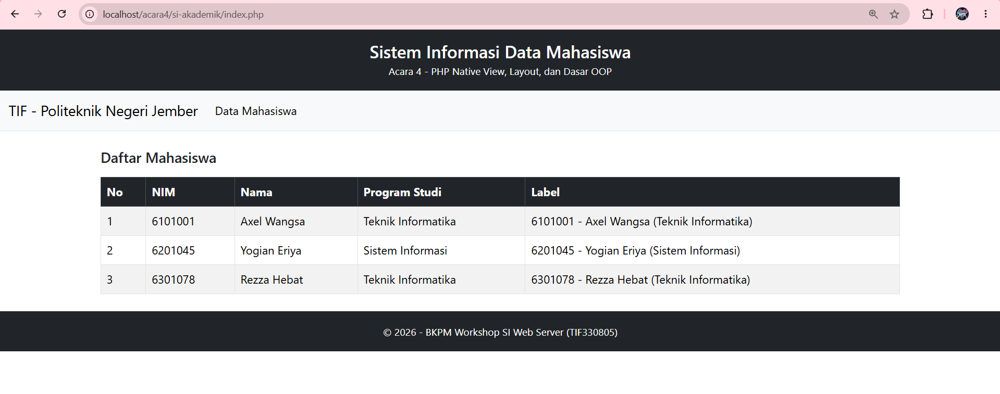 localhost/acara4/si-akademik/index.php
Sistem Informasi Data Mahasiswa
Acara 4 - PHP Native View, Layout, dan Dasar OOP
TIF - Politeknik Negeri Jember Data Mahasiswa
Daftar Mahasiswa
No NIM Nama Program Studi Label
1 6101001 Axel Wangsa Teknik Informatika 6101001 - Axel Wangsa (Teknik Informatika)
2 6201045 Yogian Eriya Sistem Informasi 6201045 - Yogian Eriya (Sistem Informasi)
3 6301078 Rezza Hebat Teknik Informatika 6301078 - Rezza Hebat (Teknik Informatika)
© 2026 - BKPM Workshop SI Web Server (TIF330805)